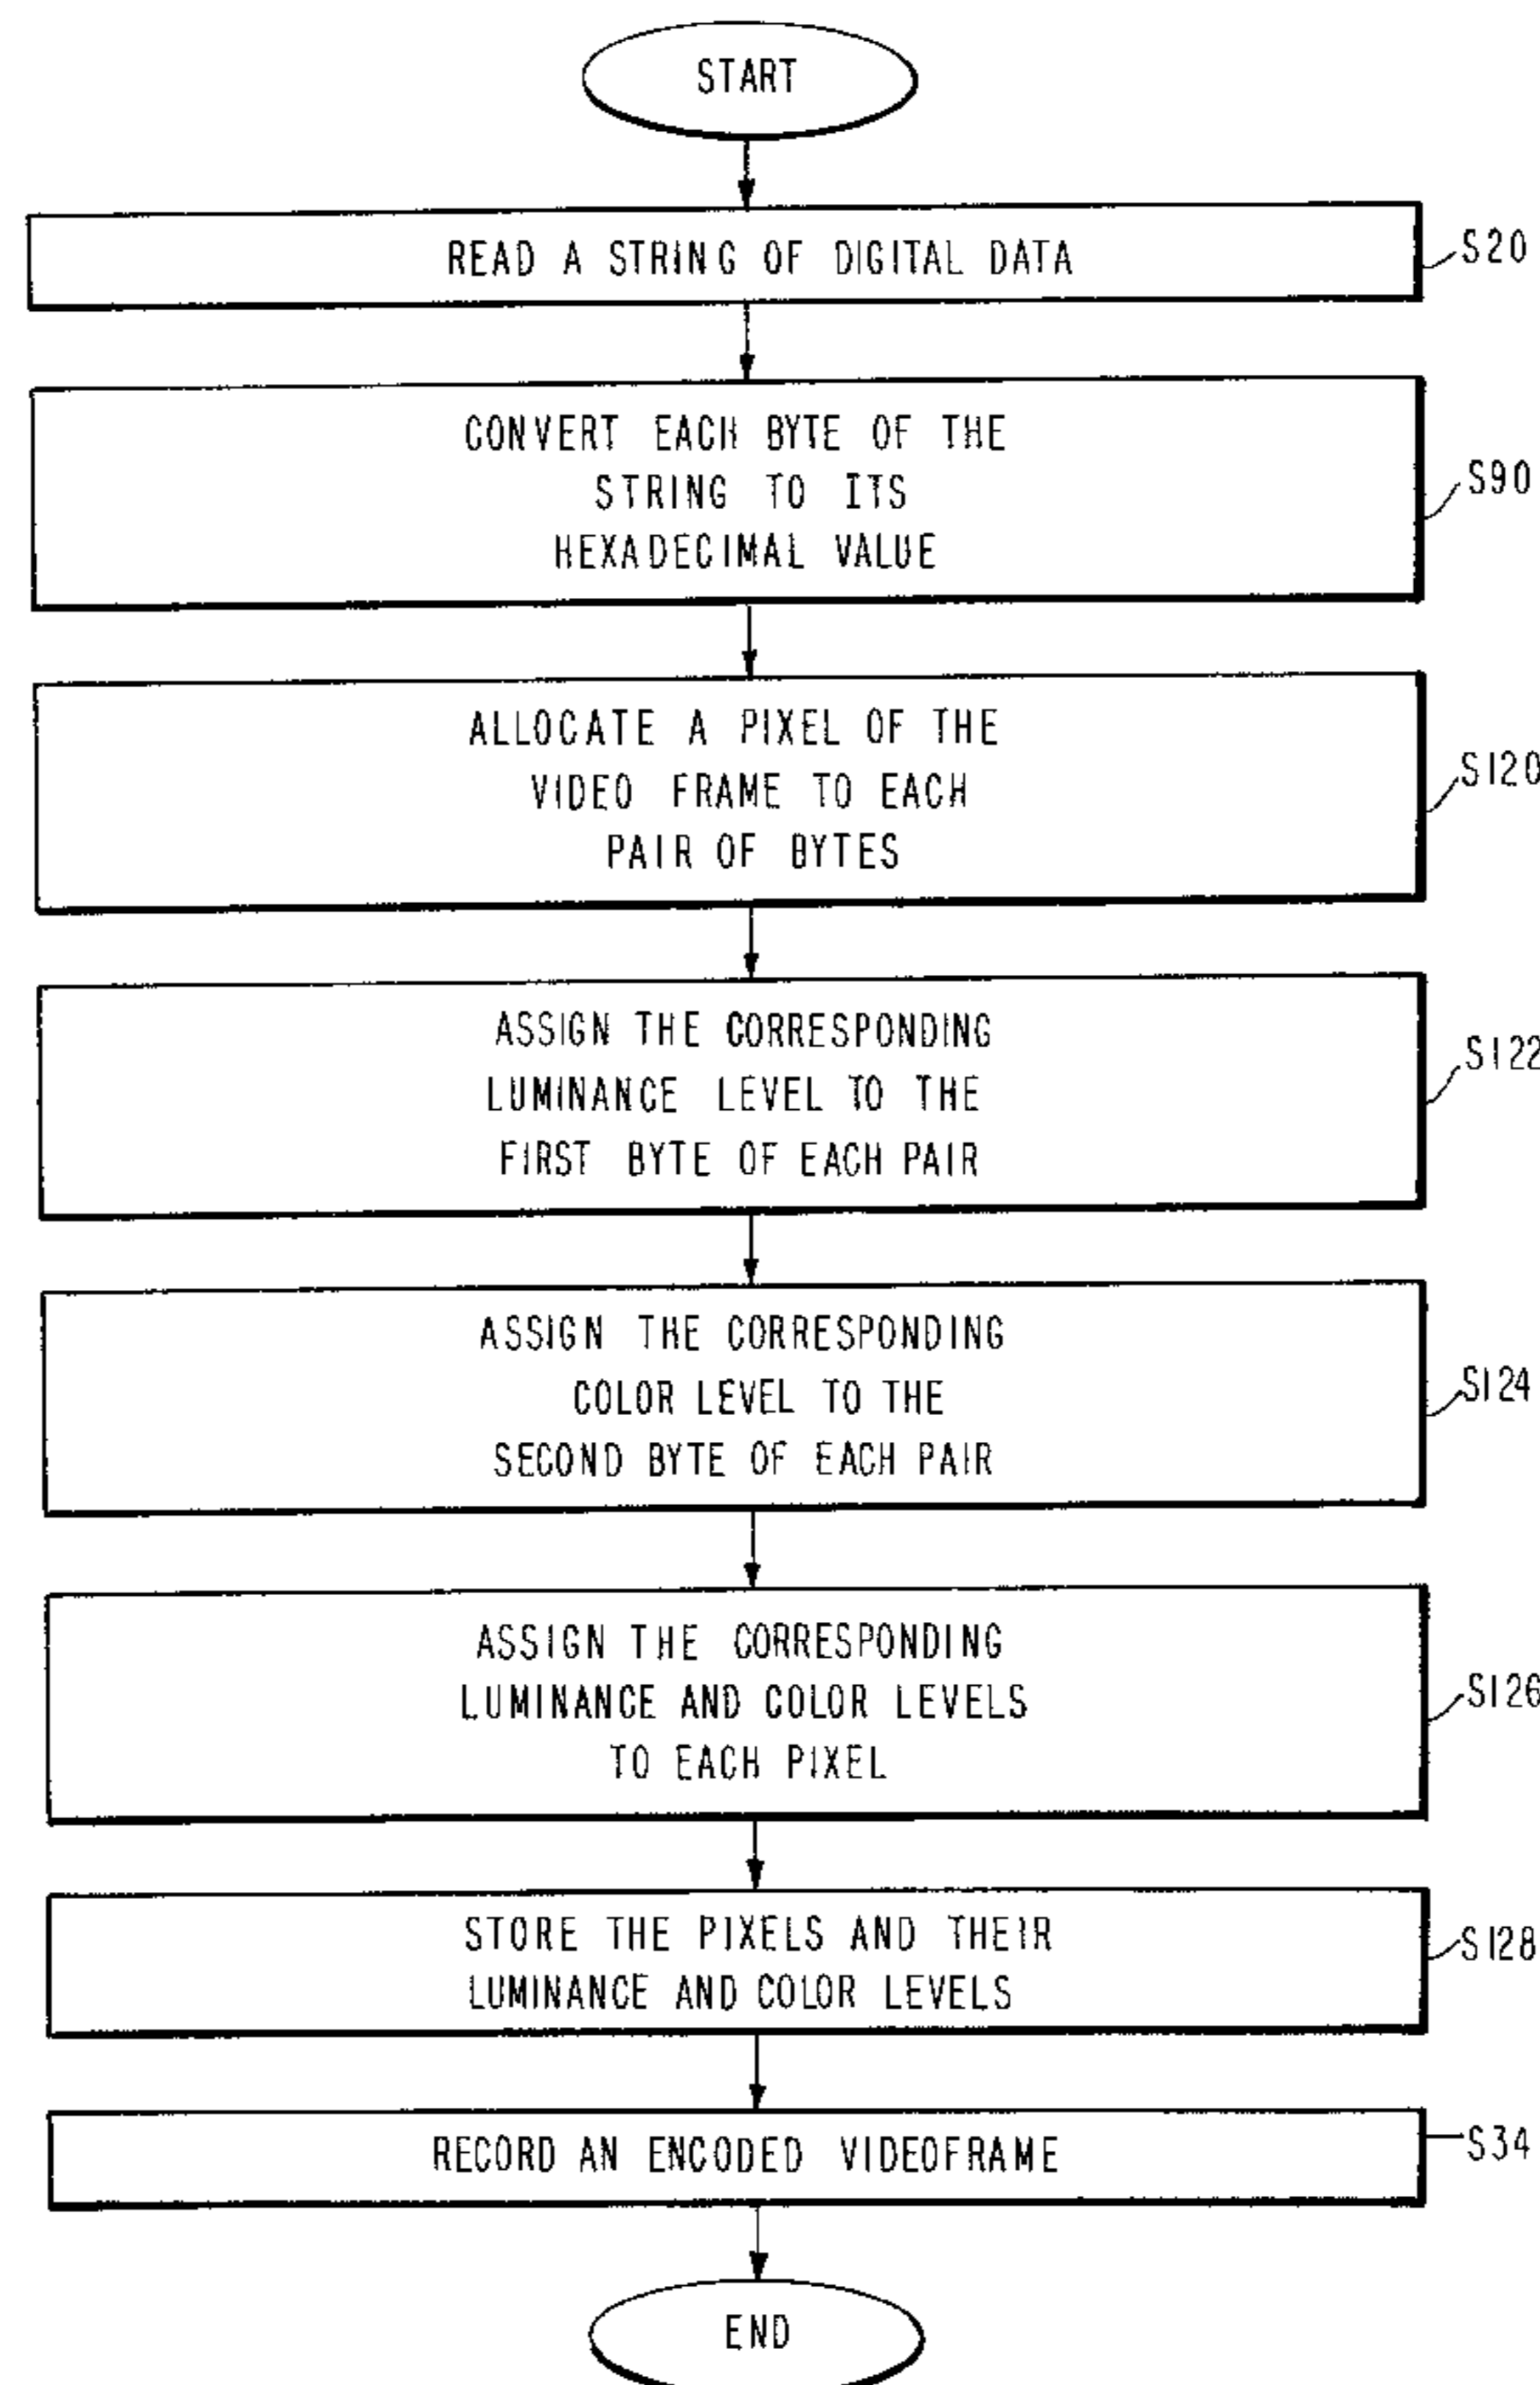 START
READ A STRING OF DIGITAL DATA
S20
CONVERT EACH BYTE OF THE
STRING TO ITS
HEXADECIMAL VALUE
S90
ALLOCATE A PIXEL OF THE
VIDEO FRAME TO EACH
PAIR OF BYTES
S120
ASSIGN THE CORRESPONDING
LUMINANCE LEVEL TO THE
FIRST BYTE OF EACH PAIR
S122
ASSIGN THE CORRESPONDING
COLOR LEVEL TO THE
SECOND BYTE OF EACH PAIR
S124
ASSIGN THE CORRESPONDING
LUMINANCE AND COLOR LEVELS
TO EACH PIXEL
S126
STORE THE PIXELS AND THEIR
LUMINANCE AND COLOR LEVELS
S128
RECORD AN ENCODED VIDEOFRAME
S34
END